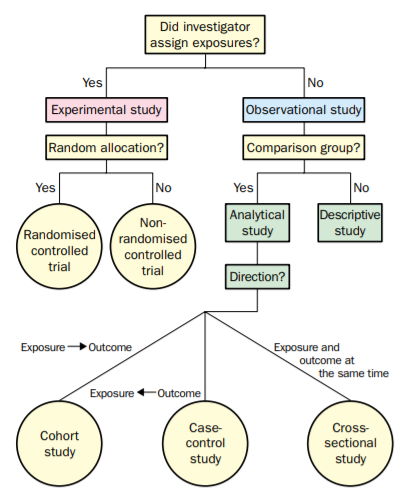 Did investigator
assign exposures?
Yes
No
Experimental study
Observational study
Random allocation?
Comparison group?
Yes
No
Yes
No
Randomised
controlled
trial
Non-
randomised
controlled
trial
Analytical
study
Descriptive
study
Direction?
Exposure → Outcome
Exposure ← Outcome
Exposure and
outcome at
the same time
Cohort
study
Case-
control
study
Cross-
sectional
study